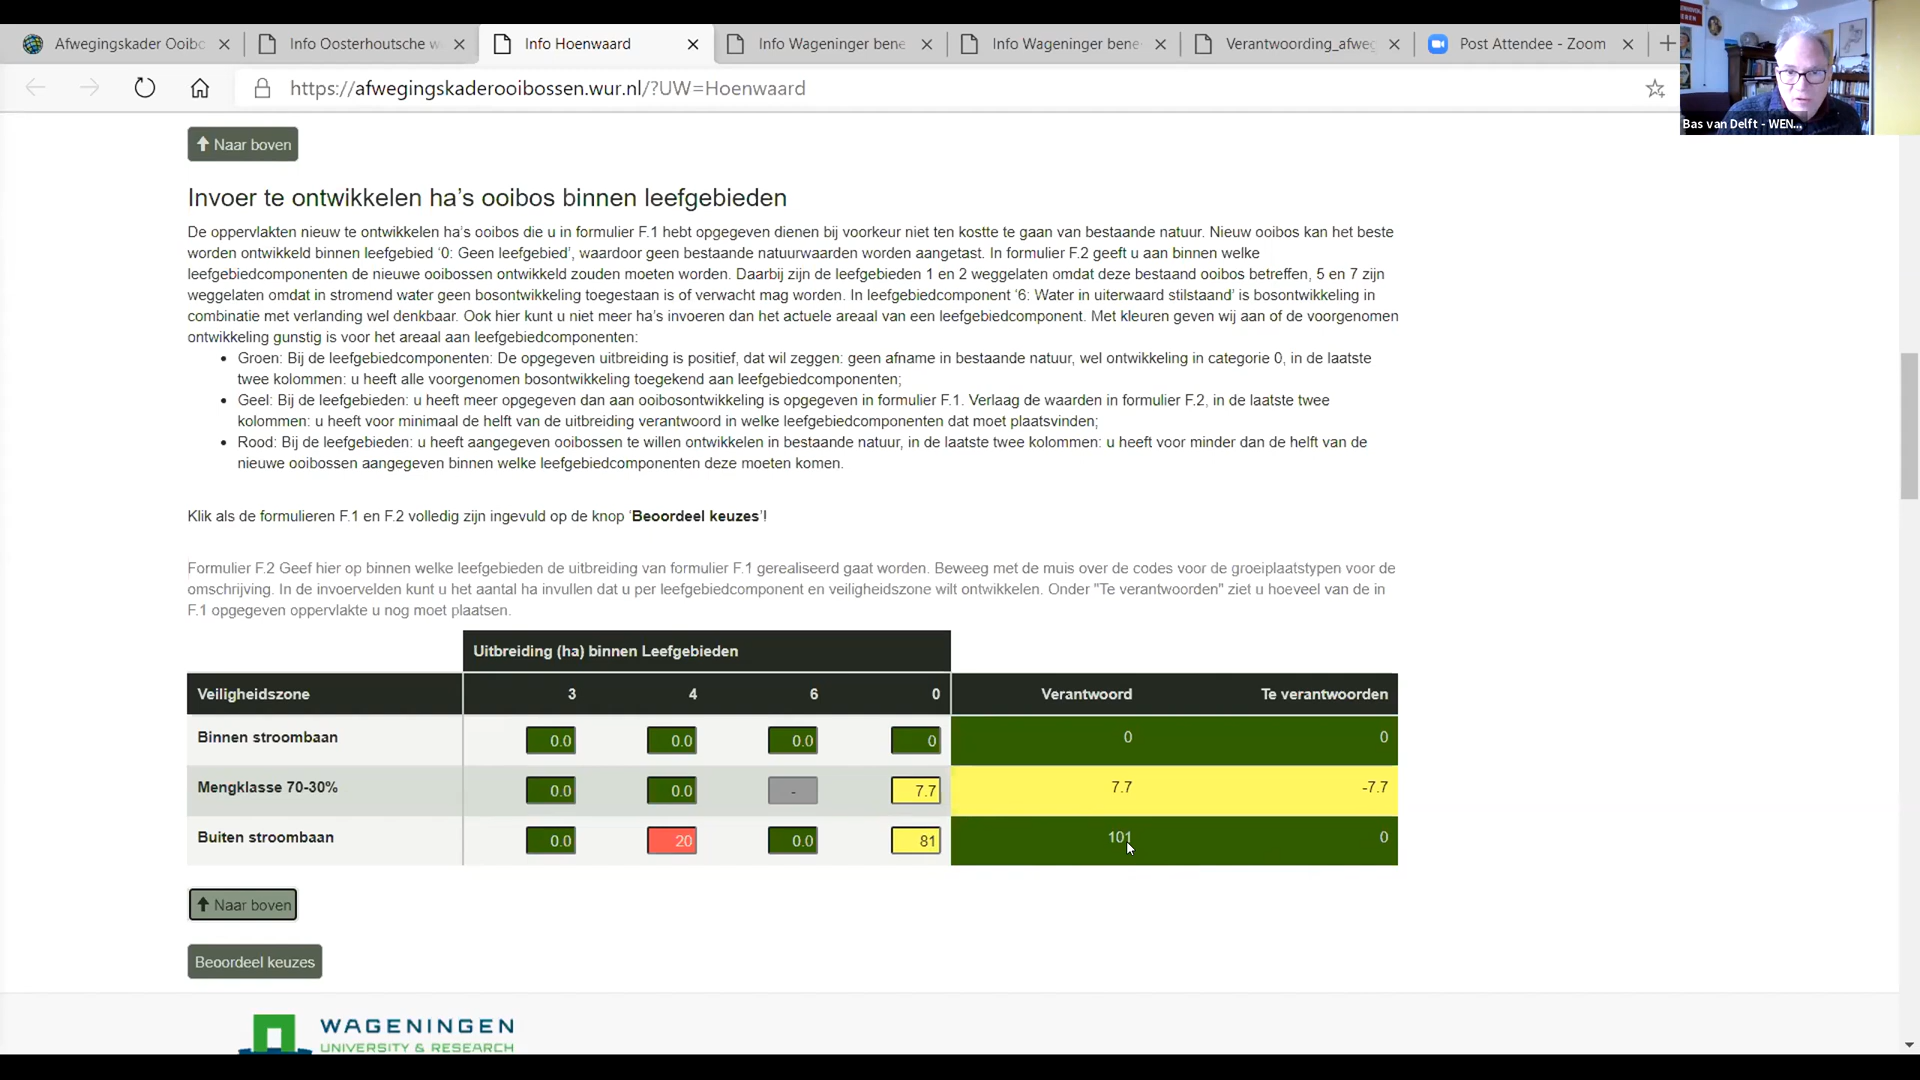 Afwegingskader Ooibo
Info Oosterhoutsche w
Info Hoenwaard
Info Wageninger bene
Info Wageninger bene
Verantwoording_afweg
Post Attendee - Zoom
https://afwegingskaderooibossen.wur.nl/?UW=Hoenwaard
Bas van Delft - WEN...
Naar boven
Invoer te ontwikkelen ha's ooibos binnen leefgebieden
De oppervlakten nieuw te ontwikkelen ha's ooibos die u in formulier F.1 hebt opgegeven dienen bij voorkeur niet ten kostte te gaan van bestaande natuur. Nieuw ooibos kan het beste
worden ontwikkeld binnen leefgebied '0: Geen leefgebied', waardoor geen bestaande natuurwaarden worden aangetast. In formulier F.2 geeft u aan binnen welke
leefgebiedcomponenten de nieuwe ooibossen ontwikkeld zouden moeten worden. Daarbij zijn de leefgebieden 1 en 2 weggelaten omdat deze bestaand ooibos betreffen, 5 en 7 zijn
weggelaten omdat in stromend water geen bosontwikkeling toegestaan is of verwacht mag worden. In leefgebiedcomponent '6: Water in uiterwaard stilstaand' is bosontwikkeling in
combinatie met verlanding wel denkbaar. Ook hier kunt u niet meer ha's invoeren dan het actuele areaal van een leefgebiedcomponent. Met kleuren geven wij aan of de voorgenomen
ontwikkeling gunstig is voor het areaal aan leefgebiedcomponenten:
• Groen: Bij de leefgebiedcomponenten: De opgegeven uitbreiding is positief, dat wil zeggen: geen afname in bestaande natuur, wel ontwikkeling in categorie 0, in de laatste
twee kolommen: u heeft alle voorgenomen bosontwikkeling toegekend aan leefgebiedcomponenten;
• Geel: Bij de leefgebieden: u heeft meer opgegeven dan aan ooibosontwikkeling is opgegeven in formulier F.1. Verlaag de waarden in formulier F.2, in de laatste twee
kolommen: u heeft voor minimaal de helft van de uitbreiding verantwoord in welke leefgebiedcomponenten dat moet plaatsvinden;
• Rood: Bij de leefgebieden: u heeft aangegeven ooibossen te willen ontwikkelen in bestaande natuur, in de laatste twee kolommen: u heeft voor minder dan de helft van de
nieuwe ooibossen aangegeven binnen welke leefgebiedcomponenten deze moeten komen.
Klik als de formulieren F.1 en F.2 volledig zijn ingevuld op de knop 'Beoordeel keuzes'!
Formulier F.2 Geef hier op binnen welke leefgebieden de uitbreiding van formulier F.1 gerealiseerd gaat worden. Beweeg met de muis over de codes voor de groeiplaatstypen voor de
omschrijving. In de invoervelden kunt u het aantal ha invullen dat u per leefgebiedcomponent en veiligheidszone wilt ontwikkelen. Onder "Te verantwoorden" ziet u hoeveel van de in
F.1 opgegeven oppervlakte u nog moet plaatsen.
Uitbreiding (ha) binnen Leefgebieden
Veiligheidszone 3 4 6 0 Verantwoord Te verantwoorden
Binnen stroombaan 0.0 0.0 0.0 0 0 0
Mengklasse 70-30% 0.0 0.0 - 7.7 7.7 -7.7
Buiten stroombaan 0.0 20 0.0 81 101 0
Naar boven
Beoordeel keuzes
WAGENINGEN
UNIVERSITY & RESEARCH